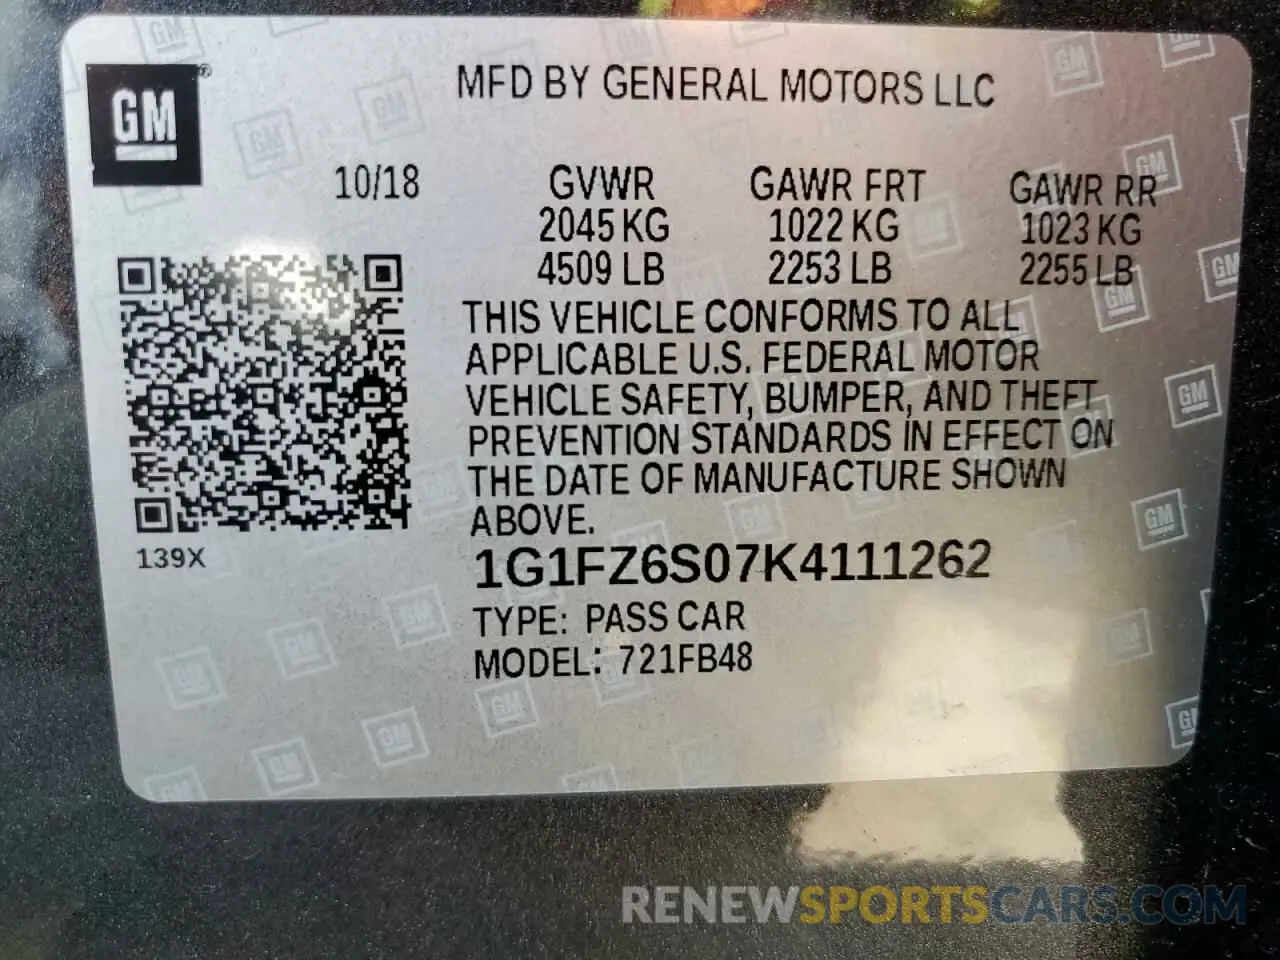 GM
MFD BY GENERAL MOTORS LLC
10/18
GVWR GAWR FRT GAWR RR
2045 KG 1022 KG 1023 KG
4509 LB 2253 LB 2255 LB
THIS VEHICLE CONFORMS TO ALL
APPLICABLE U.S. FEDERAL MOTOR
VEHICLE SAFETY, BUMPER, AND THEFT
PREVENTION STANDARDS IN EFFECT ON
THE DATE OF MANUFACTURE SHOWN
ABOVE.
139X
1G1FZ6S07K4111262
TYPE: PASS CAR
MODEL: 721FB48
RENEWSPORTSCARS.COM